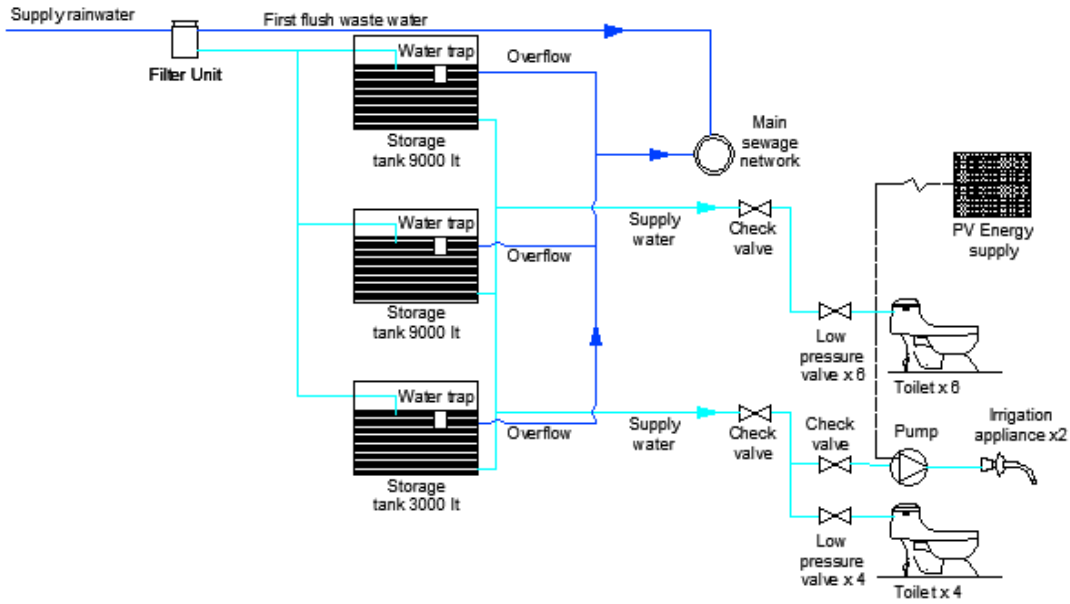 Supply rainwater
First flush waste water
Filter Unit
Water trap
Overflow
Storage
tank 9000 lt
Main
sewage
network
Water trap
Overflow
Storage
tank 9000 lt
Supply
water
Check
valve
PV Energy
supply
Low
pressure
valve x 6
Toilet x 6
Water trap
Overflow
Storage
tank 3000 lt
Supply
water
Check
valve
Check
valve
Pump
Irrigation
appliance x2
Low
pressure
valve x 4
Toilet x 4